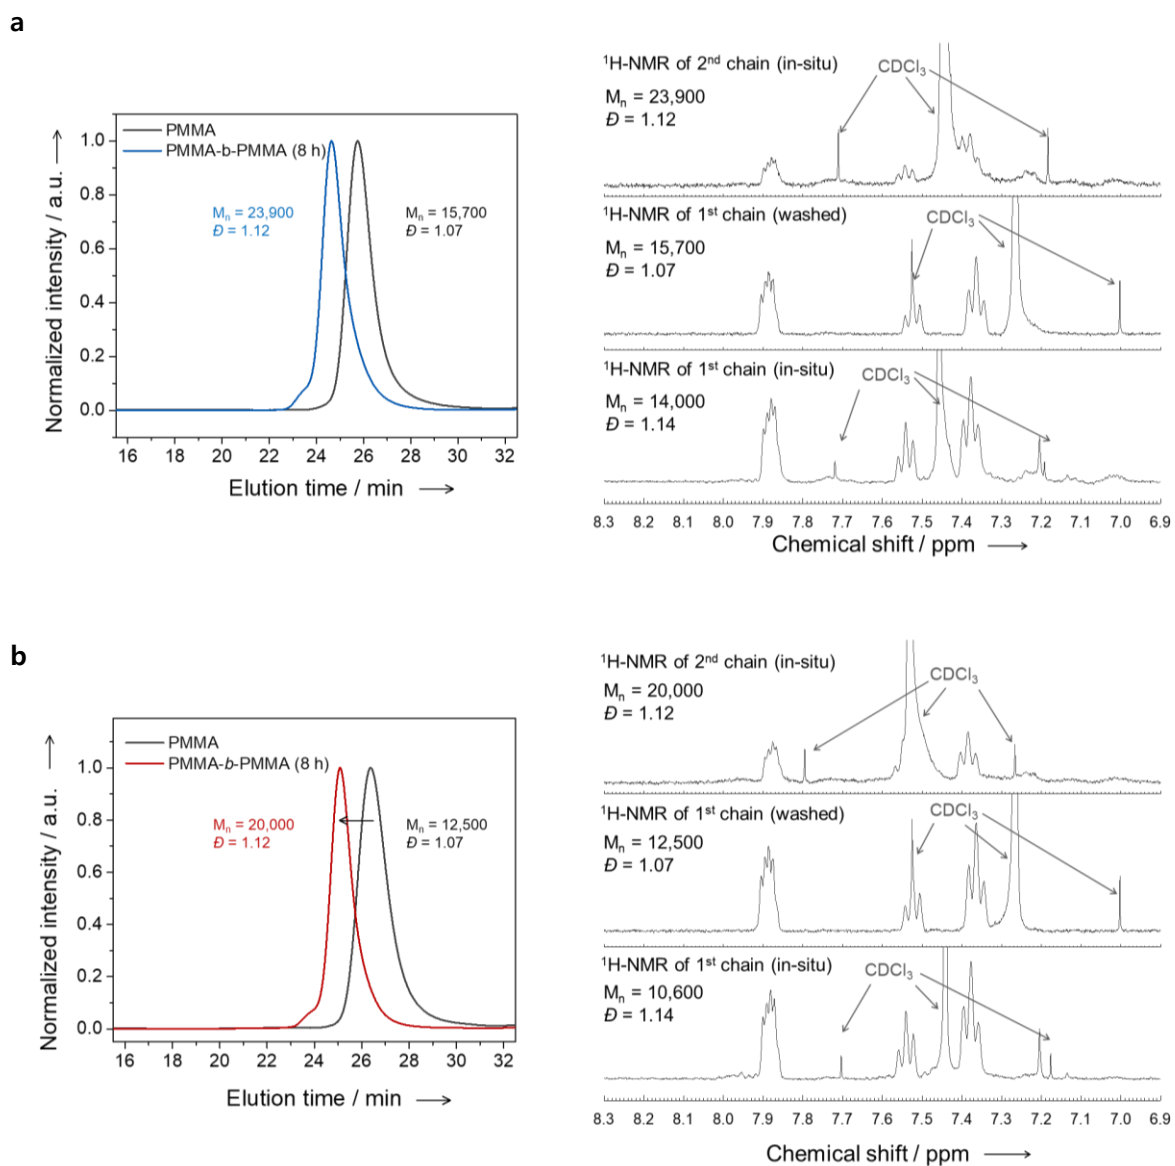 a
PMMA
PMMA-b-PMMA (8 h)
Mn = 23,900
Đ = 1.12
Mn = 15,700
Đ = 1.07
1.0
0.8
0.6
0.4
0.2
0.0
Normalized intensity / a.u.
16 18 20 22 24 26 28 30 32
Elution time / min
¹H-NMR of 2nd chain (in-situ)
Mn = 23,900
Đ = 1.12
CDCl₃
¹H-NMR of 1st chain (washed)
Mn = 15,700
Đ = 1.07
CDCl₃
¹H-NMR of 1st chain (in-situ)
Mn = 14,000
Đ = 1.14
CDCl₃
8.3 8.2 8.1 8.0 7.9 7.8 7.7 7.6 7.5 7.4 7.3 7.2 7.1 7.0 6.9
Chemical shift / ppm
b
PMMA
PMMA-b-PMMA (8 h)
Mn = 20,000
Đ = 1.12
Mn = 12,500
Đ = 1.07
1.0
0.8
0.6
0.4
0.2
0.0
Normalized intensity / a.u.
16 18 20 22 24 26 28 30 32
Elution time / min
¹H-NMR of 2nd chain (in-situ)
Mn = 20,000
Đ = 1.12
CDCl₃
¹H-NMR of 1st chain (washed)
Mn = 12,500
Đ = 1.07
CDCl₃
¹H-NMR of 1st chain (in-situ)
Mn = 10,600
Đ = 1.14
CDCl₃
8.3 8.2 8.1 8.0 7.9 7.8 7.7 7.6 7.5 7.4 7.3 7.2 7.1 7.0 6.9
Chemical shift / ppm